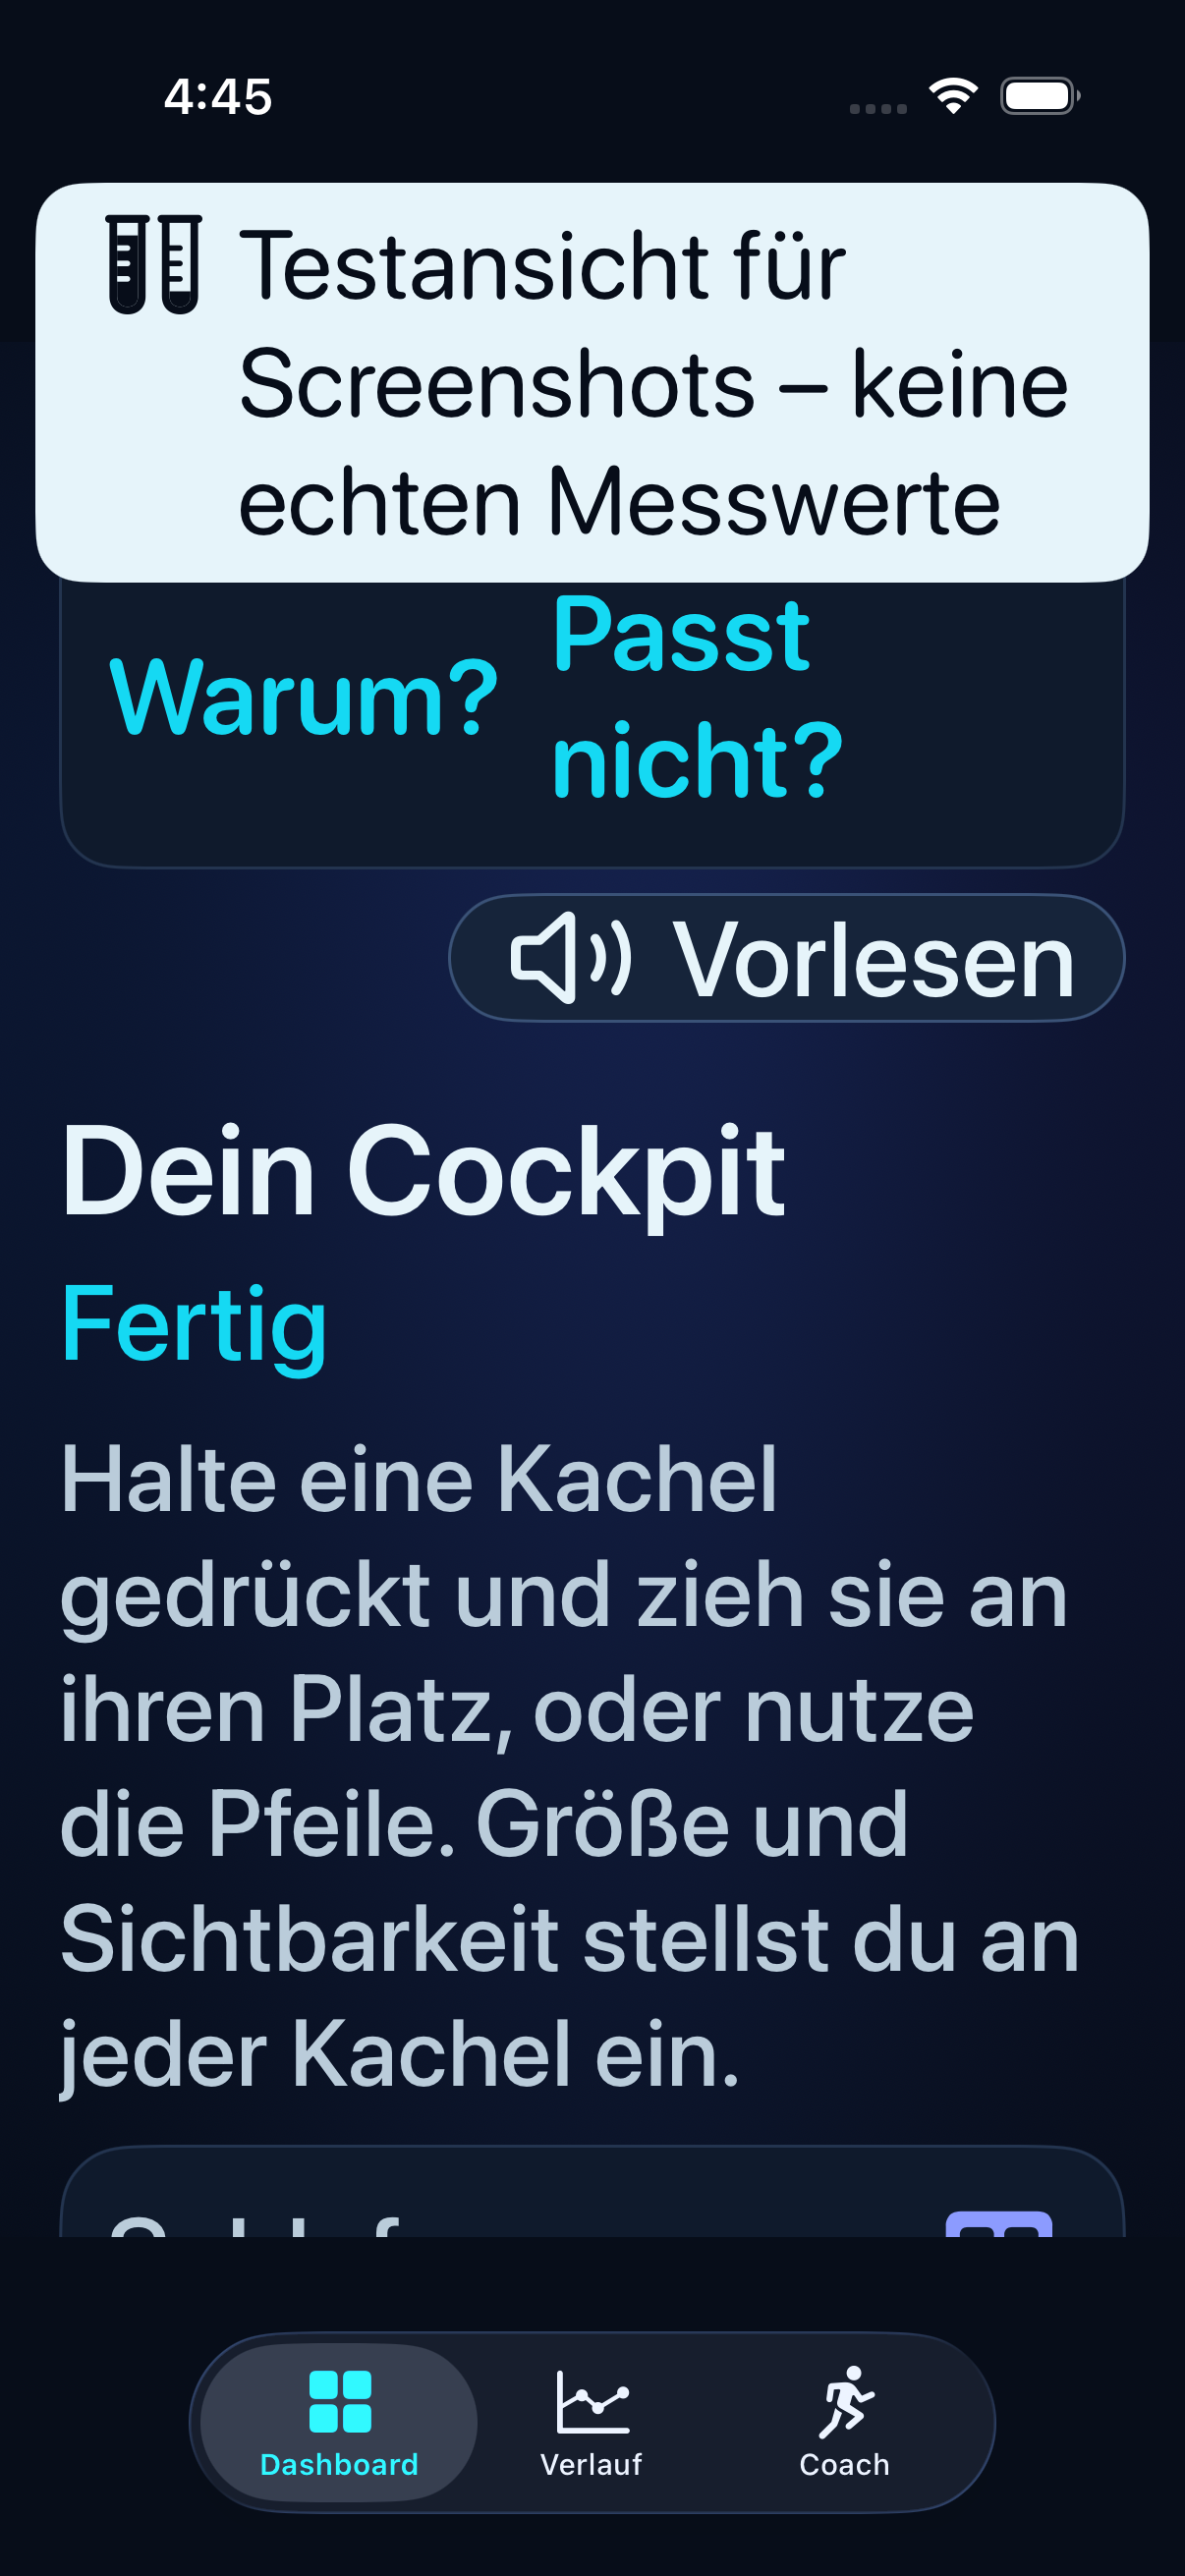 4:45
Testansicht für
Screenshots – keine
echten Messwerte
Warum?
Passt
nicht?
Vorlesen
Dein Cockpit
Fertig
Halte eine Kachel
gedrückt und zieh sie an
ihren Platz, oder nutze
die Pfeile. Größe und
Sichtbarkeit stellst du an
jeder Kachel ein.
Dashboard
Verlauf
Coach